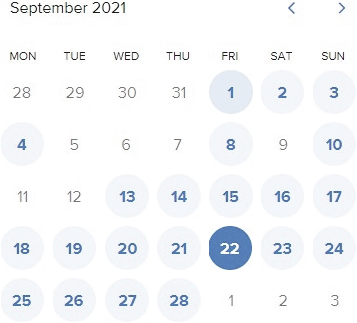 September 2021 < >
MON TUE WED THU FRI SAT SUN
28 29 30 31 1 2 3
4 5 6 7 8 9 10
11 12 13 14 15 16 17
18 19 20 21 22 23 24
25 26 27 28 1 2 3